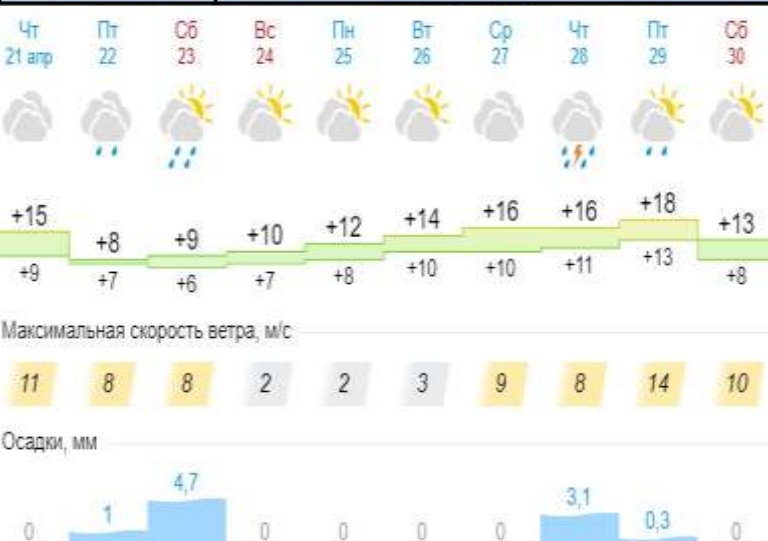 Чт Пт Сб Вс Пн Вт Ср Чт Пт Сб
21 апр 22 23 24 25 26 27 28 29 30
+15 +8 +9 +10 +12 +14 +16 +16 +18 +13
+9 +7 +6 +7 +8 +10 +10 +11 +13 +8
Максимальная скорость ветра, м/с
11 8 8 2 2 3 9 8 14 10
Осадки, мм
0 1 4,7 0 0 0 0 3,1 0,3 0